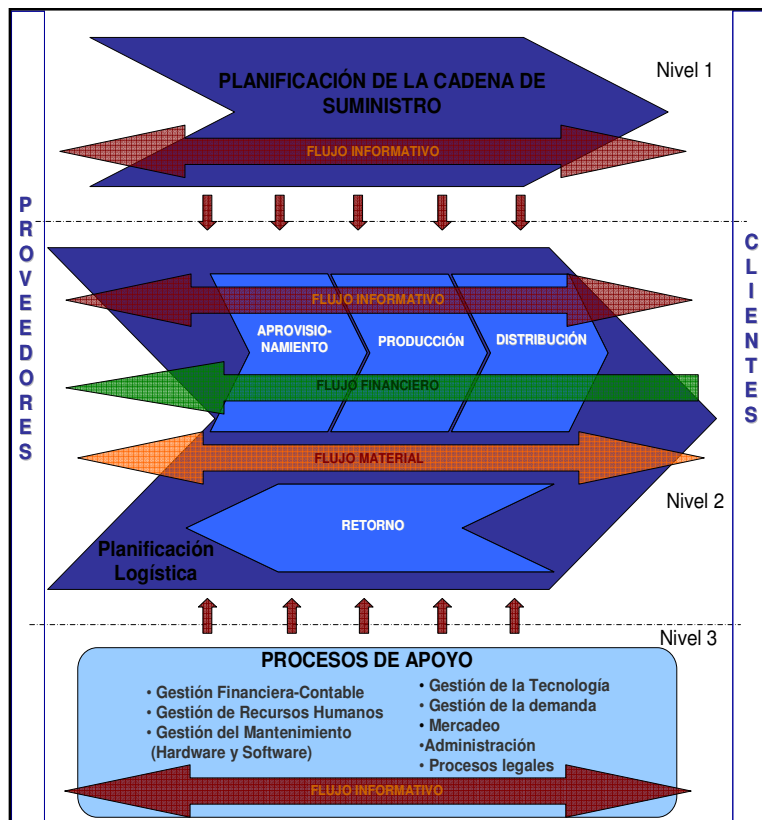 PLANIFICACIÓN DE LA CADENA DE
SUMINISTRO
Nivel 1
FLUJO INFORMATIVO
PROVEEDORES
CLIENTES
FLUJO INFORMATIVO
APROVISIO-
NAMIENTO
PRODUCCIÓN
DISTRIBUCIÓN
FLUJO FINANCIERO
FLUJO MATERIAL
Nivel 2
RETORNO
Planificación
Logística
Nivel 3
PROCESOS DE APOYO
• Gestión Financiera-Contable
• Gestión de Recursos Humanos
• Gestión del Mantenimiento
(Hardware y Software)
• Gestión de la Tecnología
• Gestión de la demanda
• Mercadeo
•Administración
• Procesos legales
FLUJO INFORMATIVO